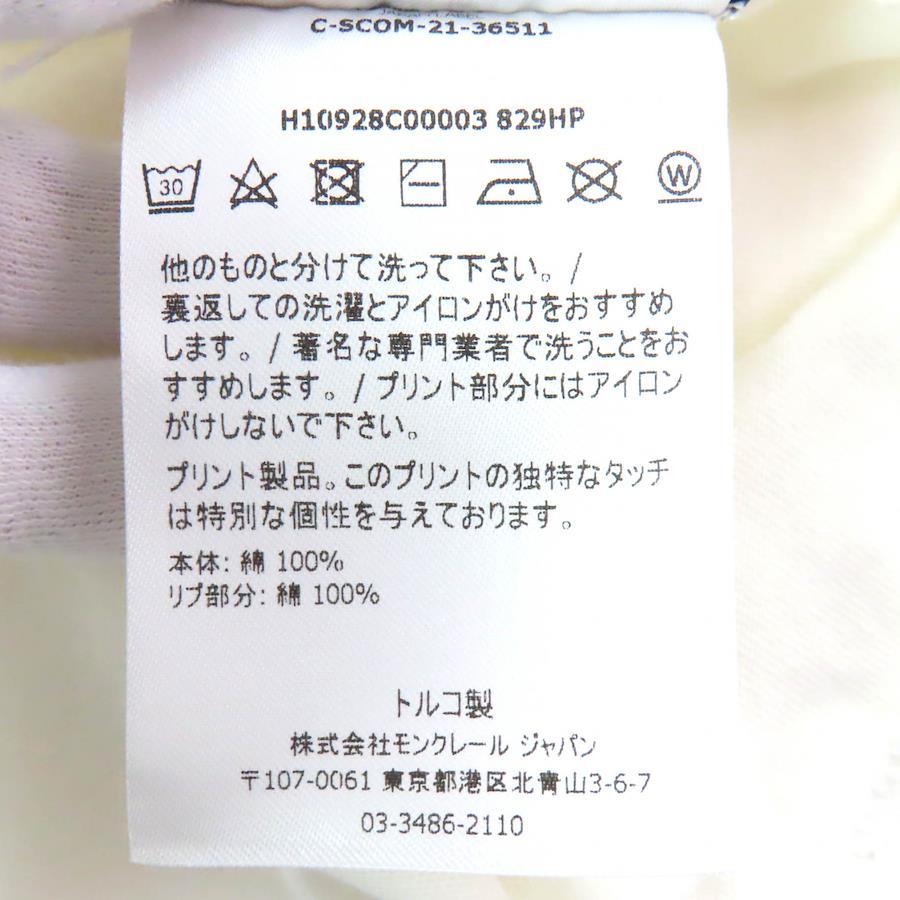 C-SCOM-21-36511
H10928C00003 829HP
30
W
他のものと分けて洗って下さい。/
裏返しての洗濯とアイロンがけをおすすめ
します。/ 著名な専門業者で洗うことをお
すすめします。/ プリント部分にはアイロン
がけしないで下さい。
プリント製品。このプリントの独特なタッチ
は特別な個性を与えております。
本体: 綿 100%
リブ部分: 綿 100%
トルコ製
株式会社モンクレール ジャパン
〒107-0061 東京都港区北青山3-6-7
03-3486-2110